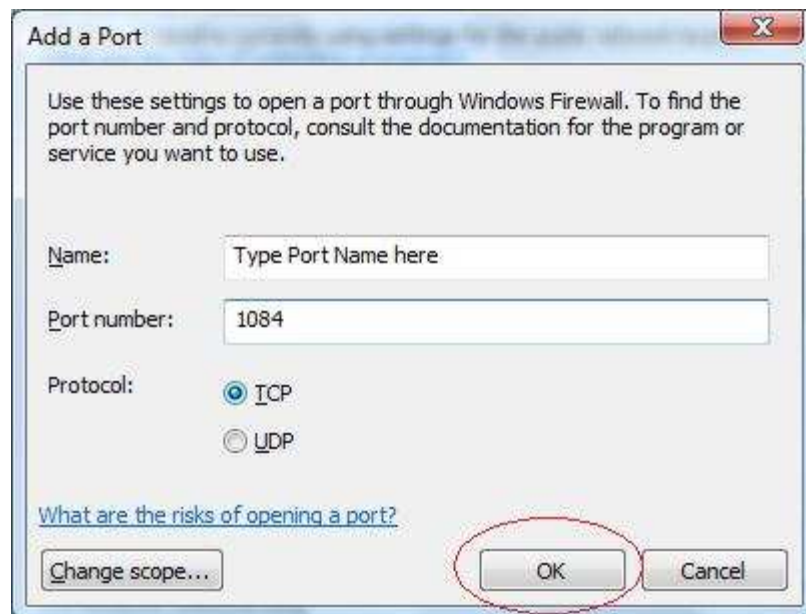 Add a Port
Use these settings to open a port through Windows Firewall. To find the
port number and protocol, consult the documentation for the program or
service you want to use.
Name:
Type Port Name here
Port number:
1084
Protocol:
TCP
UDP
What are the risks of opening a port?
Change scope...
OK
Cancel